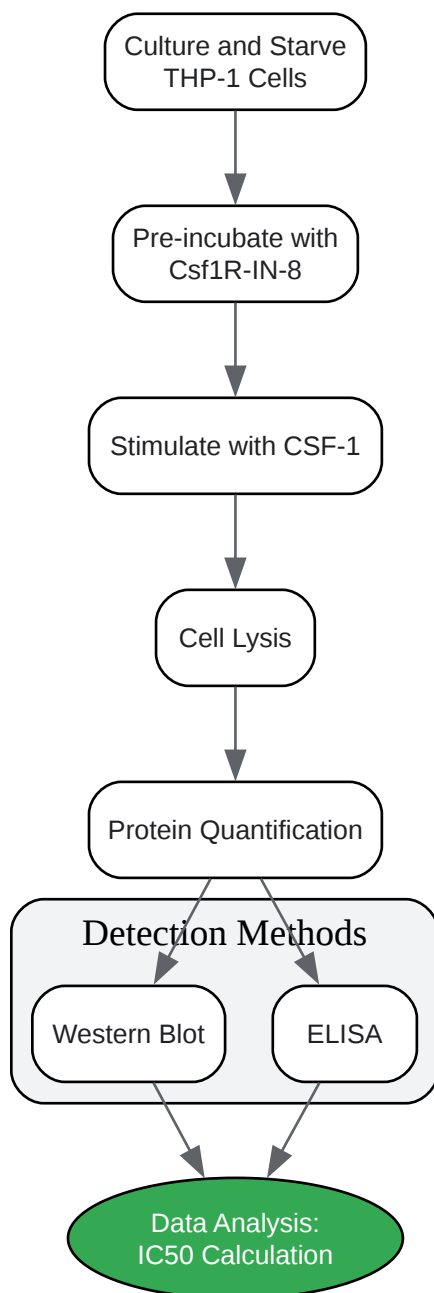 Culture and Starve
THP-1 Cells
Pre-incubate with
Csf1R-IN-8
Stimulate with CSF-1
Cell Lysis
Protein Quantification
Detection Methods
Western Blot
ELISA
Data Analysis:
IC50 Calculation